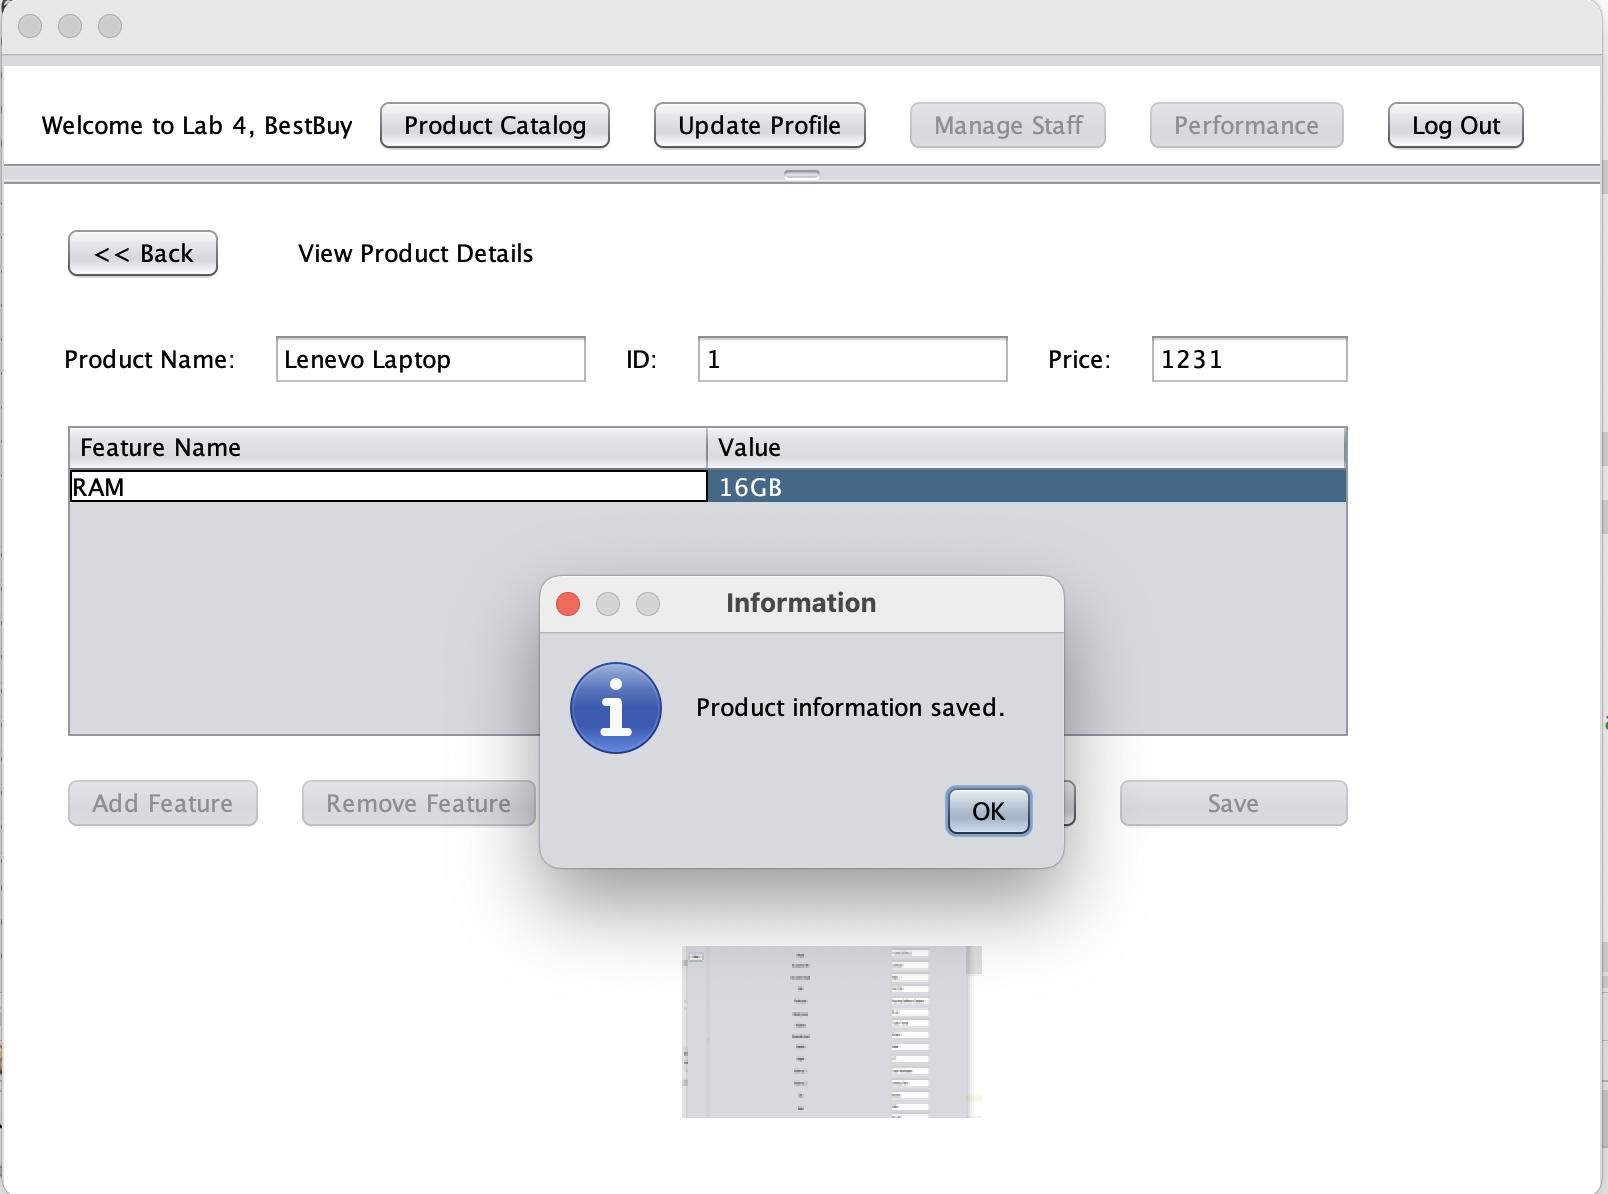 Welcome to Lab 4, BestBuy Product Catalog Update Profile Manage Staff Performance Log Out
<< Back View Product Details
Product Name: Lenevo Laptop ID: 1 Price: 1231
Feature Name Value
RAM 16GB
Information
Product information saved.
OK
Add Feature Remove Feature Save